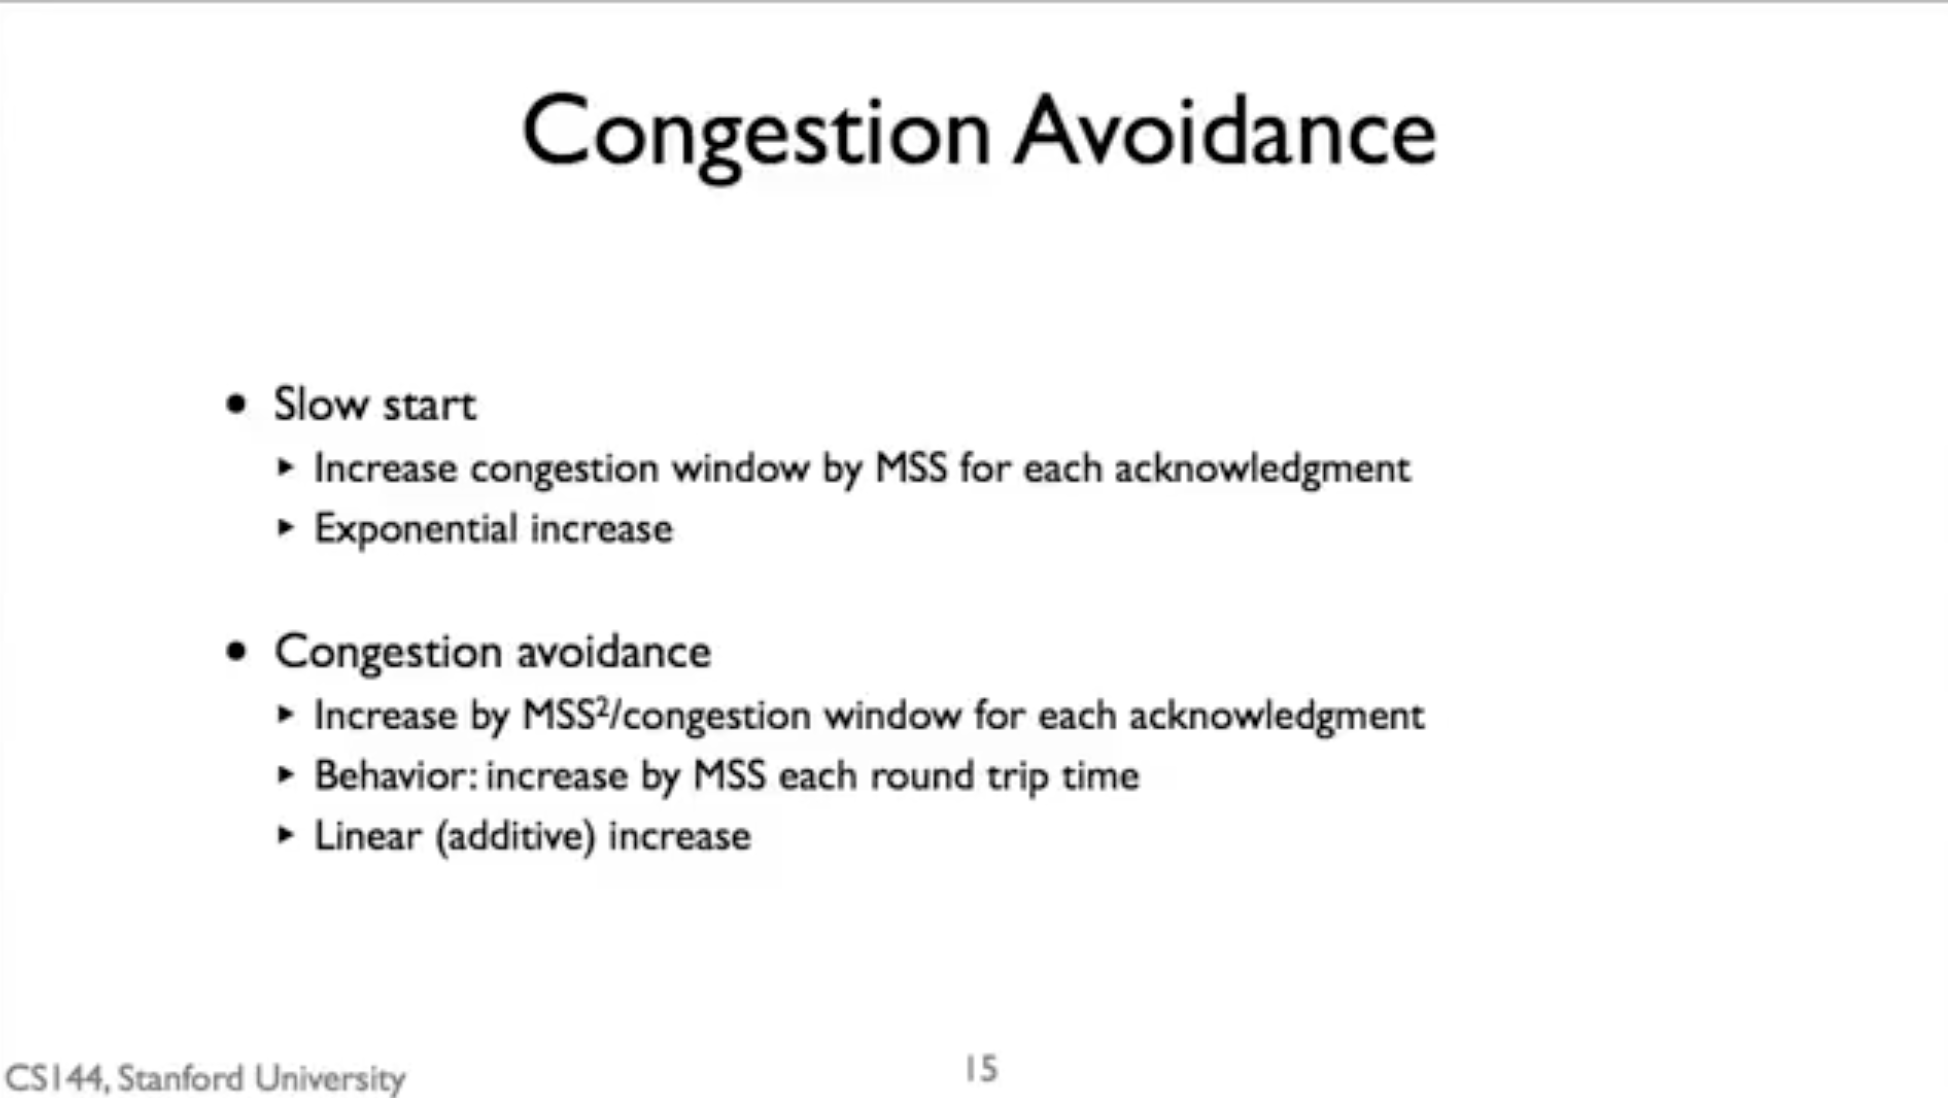 Congestion Avoidance
• Slow start
▸ Increase congestion window by MSS for each acknowledgment
▸ Exponential increase
• Congestion avoidance
▸ Increase by MSS²/congestion window for each acknowledgment
▸ Behavior: increase by MSS each round trip time
▸ Linear (additive) increase
CS144, Stanford University
15